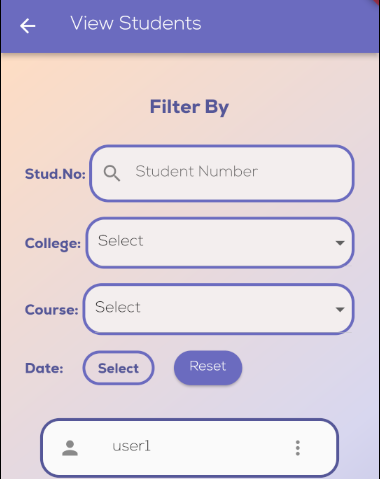 View Students
Filter By
Stud.No: Student Number
College: Select
Course: Select
Date: Select Reset
user1